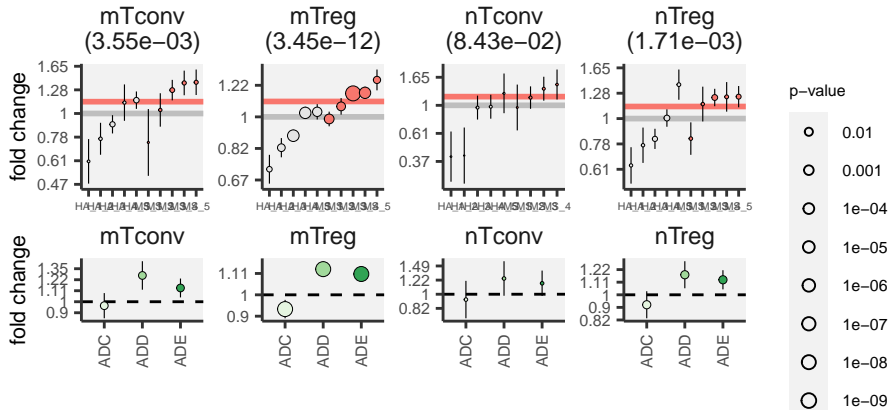 mTconv
(3.55e−03)
mTreg
(3.45e−12)
nTconv
(8.43e−02)
nTreg
(1.71e−03)
fold change
1.65
1.28
1
0.78
0.61
0.47
1.22
1
0.82
0.67
1.65
1
0.61
0.37
1.65
1.28
1
0.78
0.61
mTconv
mTreg
nTconv
nTreg
fold change
1.35
1.22
1.11
1
0.9
1.11
1
0.9
1.49
1.22
1
0.82
1.22
1.11
1
0.9
0.82
ADC
ADD
ADE
ADC
ADD
ADE
ADC
ADD
ADE
ADC
ADD
ADE
p−value
0.01
0.001
1e−04
1e−05
1e−06
1e−07
1e−08
1e−09